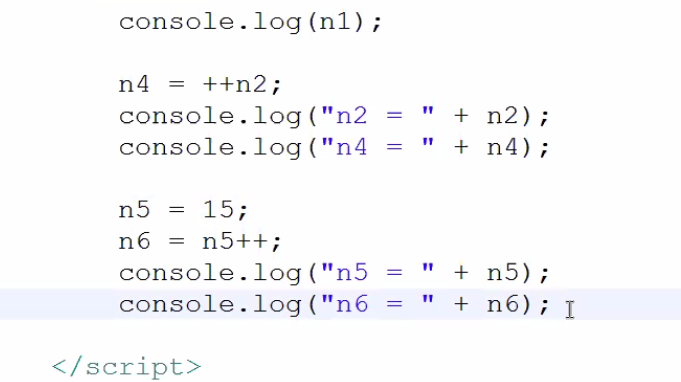 console.log(n1);
n4 = ++n2;
console.log("n2 = " + n2);
console.log("n4 = " + n4);
n5 = 15;
n6 = n5++;
console.log("n5 = " + n5);
console.log("n6 = " + n6);
</script>